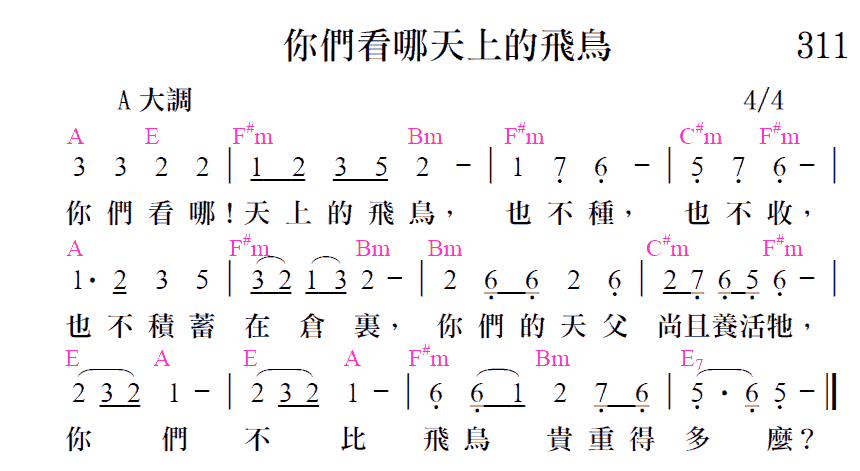 你們看哪天上的飛鳥 311
A 大調 4/4
A E F#m Bm F#m C#m F#m
3 3 2 2 | 1 2 3 5 2 - | 1 7 6 - | 5 7 6 - |
你們看哪!天上的飛鳥, 也不種, 也不收,
A F#m Bm Bm C#m F#m
1· 2 3 5 | 3 2 1 3 2 - | 2 6 6 2 6 | 2 7 6 5 6 - |
也不積蓄在倉裏, 你們的天父尚且養活牠,
E A E A F#m Bm E7
2 3 2 1 - | 2 3 2 1 - | 6 6 1 2 7 6 | 5 · 6 5 - ||
你們不比飛鳥貴重得多麼?